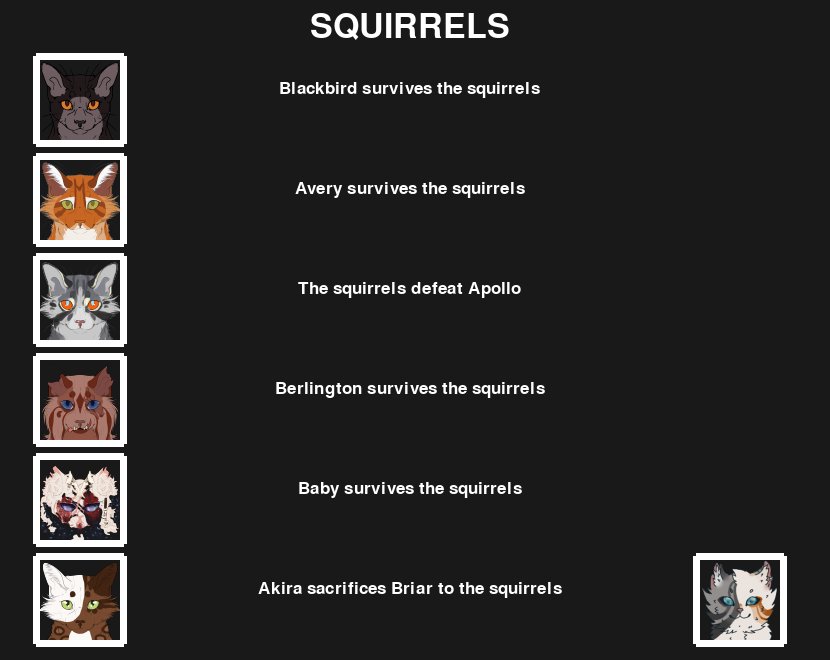 SQUIRRELS
Blackbird survives the squirrels
Avery survives the squirrels
The squirrels defeat Apollo
Berlington survives the squirrels
Baby survives the squirrels
Akira sacrifices Briar to the squirrels